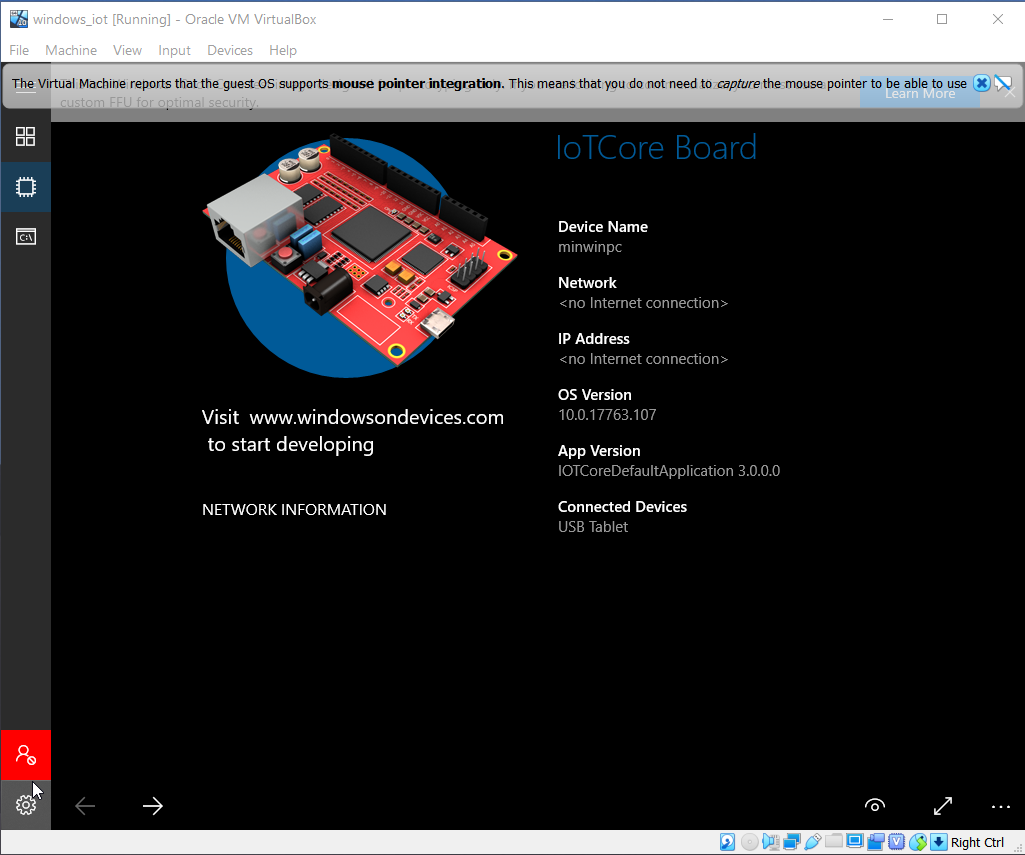 windows_iot [Running] - Oracle VM VirtualBox
File Machine View Input Devices Help
The Virtual Machine reports that the guest OS supports mouse pointer integration. This means that you do not need to capture the mouse pointer to be able to use
custom FFU for optimal security.
Learn More
IoTCore Board
Device Name
minwinpc
Network
<no Internet connection>
IP Address
<no Internet connection>
OS Version
10.0.17763.107
App Version
IOTCoreDefaultApplication 3.0.0.0
Connected Devices
USB Tablet
Visit www.windowsondevices.com
to start developing
NETWORK INFORMATION
C:\
Right Ctrl